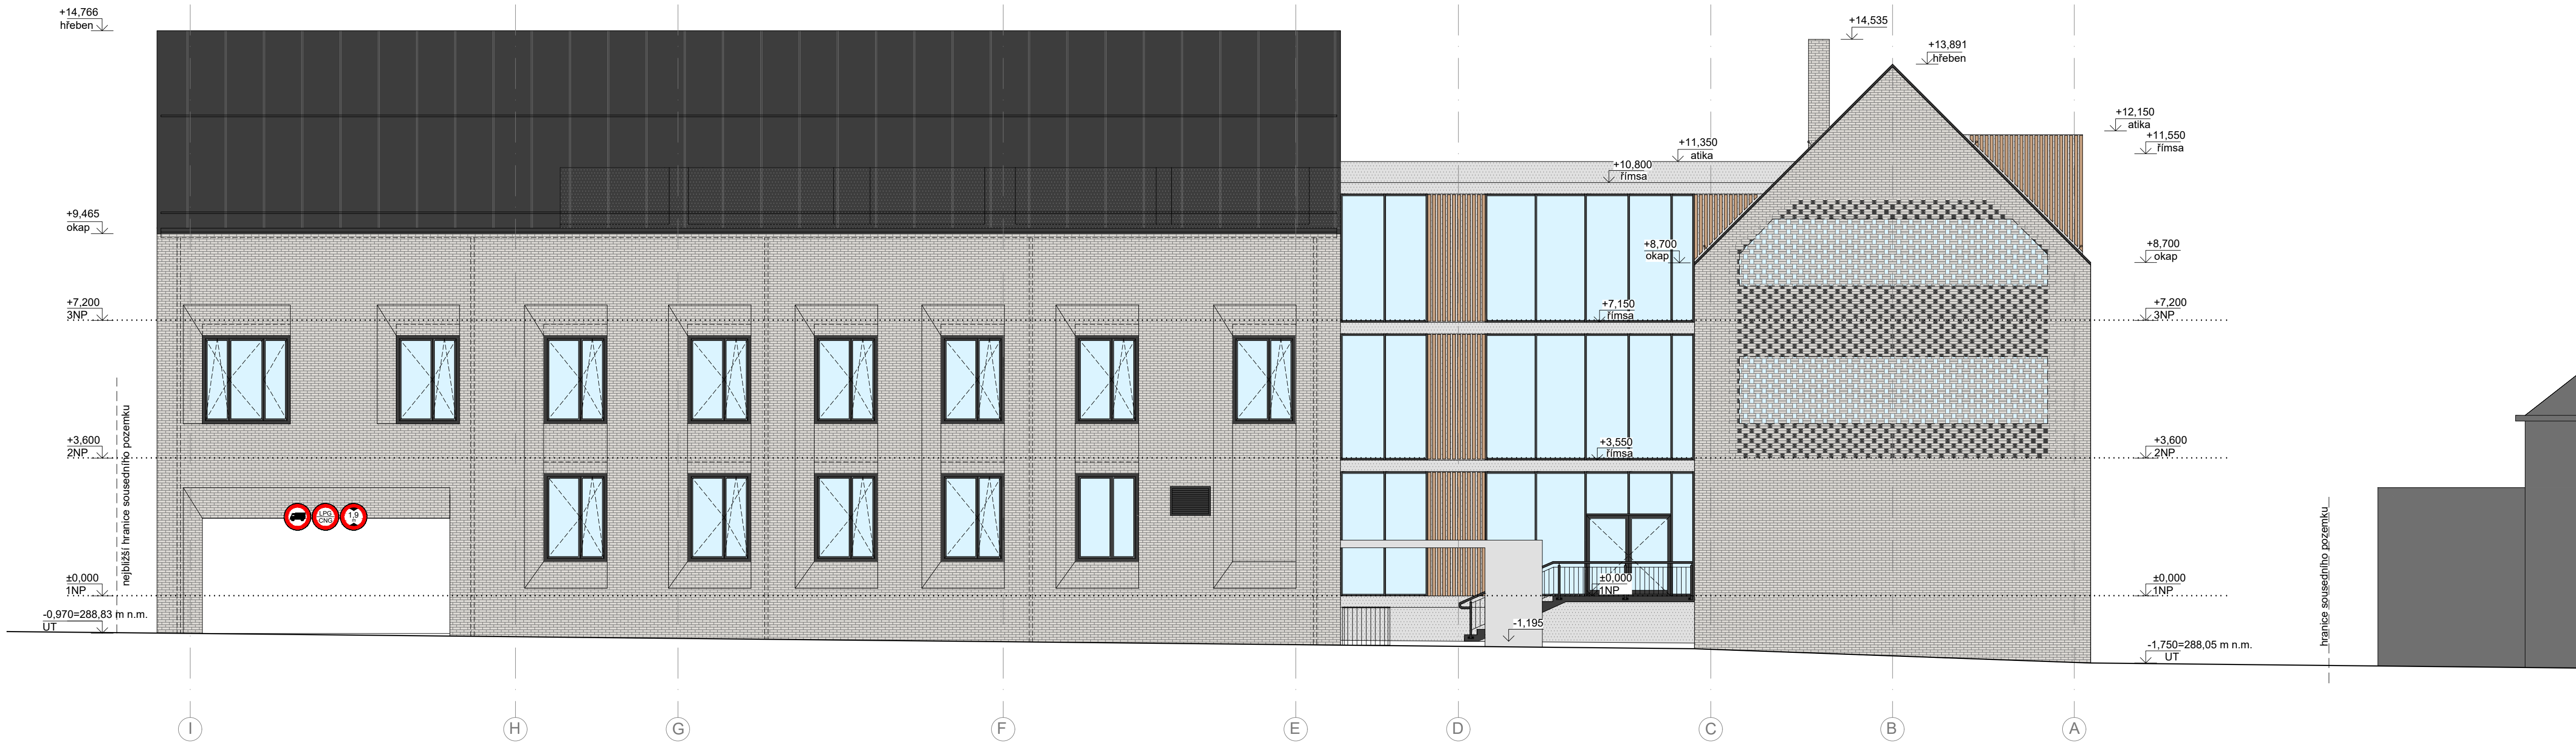 +14,766
hřeben
+14,535
+13,891
hřeben
+12,150
atika
+11,550
římsa
+11,350
atika
+10,800
římsa
+9,465
okap
+8,700
okap
+8,700
okap
+7,200
3NP
+7,150
římsa
+7,200
3NP
nejbližší hranice sousedního pozemku
+3,600
2NP
+3,550
římsa
+3,600
2NP
LPG
CNG
1,9
m
hranice sousedního pozemku
±0,000
1NP
±0,000
1NP
±0,000
1NP
-0,970=288,83 m n.m.
UT
-1,195
-1,750=288,05 m n.m.
UT
I
H
G
F
E
D
C
B
A